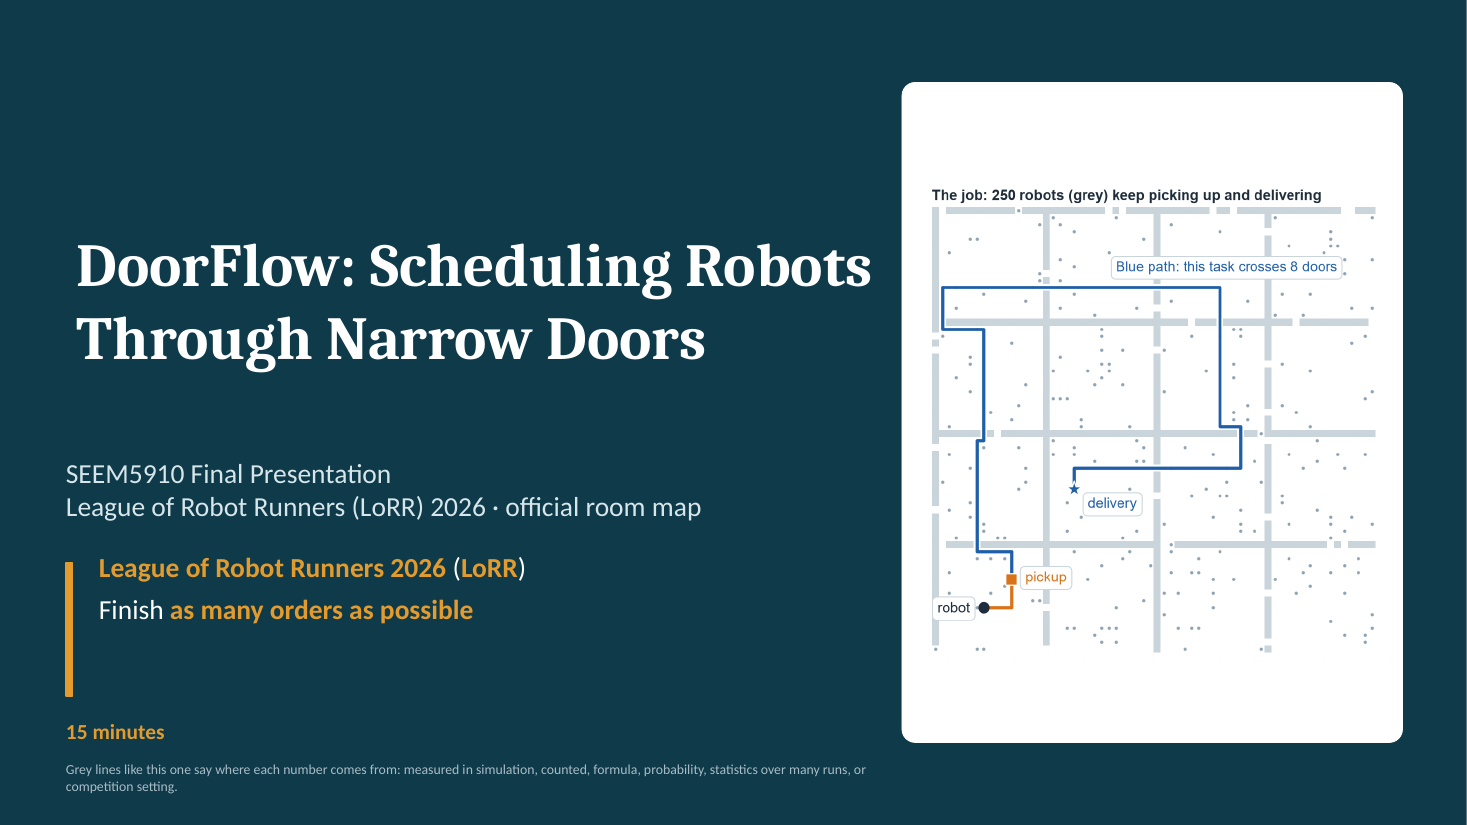 DoorFlow: Scheduling Robots
Through Narrow Doors
SEEM5910 Final Presentation
League of Robot Runners (LoRR) 2026 · official room map
League of Robot Runners 2026 (LoRR)
Finish as many orders as possible
15 minutes
Grey lines like this one say where each number comes from: measured in simulation, counted, formula, probability, statistics over many runs, or
competition setting.
The job: 250 robots (grey) keep picking up and delivering
Blue path: this task crosses 8 doors
delivery
pickup
robot